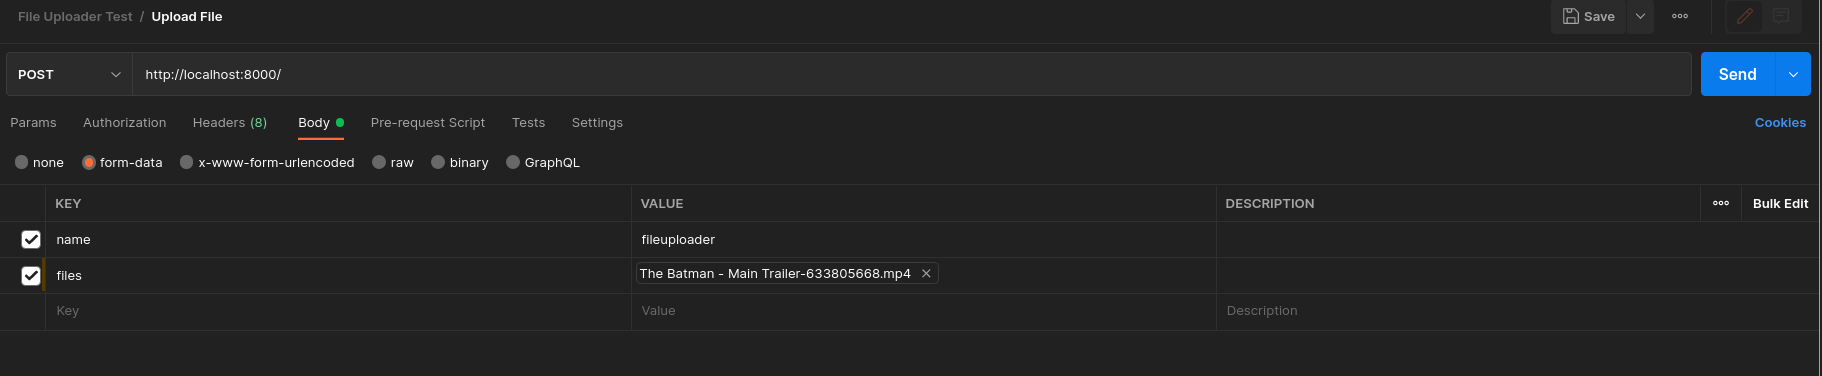 File Uploader Test / Upload File Save
POST http://localhost:8000/ Send
Params Authorization Headers (8) Body Pre-request Script Tests Settings Cookies
none form-data x-www-form-urlencoded raw binary GraphQL
KEY VALUE DESCRIPTION Bulk Edit
name fileuploader
files The Batman - Main Trailer-633805668.mp4
Key Value Description